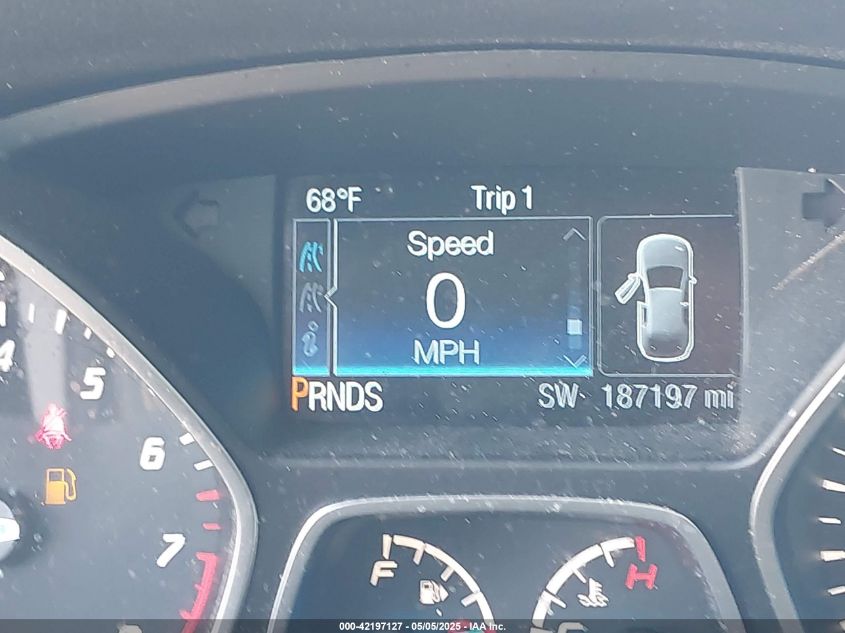 68°F Trip 1
Speed
0
MPH
PRNDS SW 187197 mi
4
5
6
7
F
H
000-42197127 - 05/05/2025 - IAA Inc.